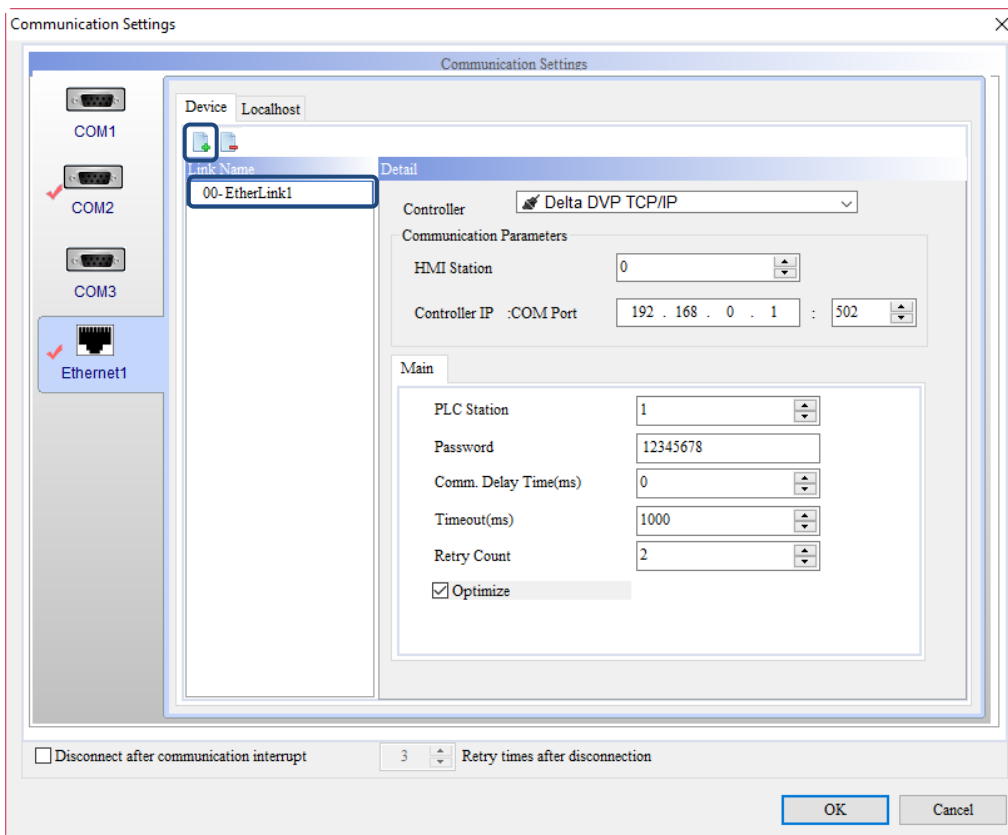 Communication Settings
Communication Settings
COM1
COM2
COM3
Ethernet1
Device Localhost
Link Name
00- EtherLink1
Detail
Controller Delta DVP TCP/IP
Communication Parameters
HMI Station 0
Controller IP :COM Port 192 . 168 . 0 . 1 : 502
Main
PLC Station 1
Password 12345678
Comm. Delay Time(ms) 0
Timeout(ms) 1000
Retry Count 2
Optimize
Disconnect after communication interrupt 3 Retry times after disconnection
OK Cancel